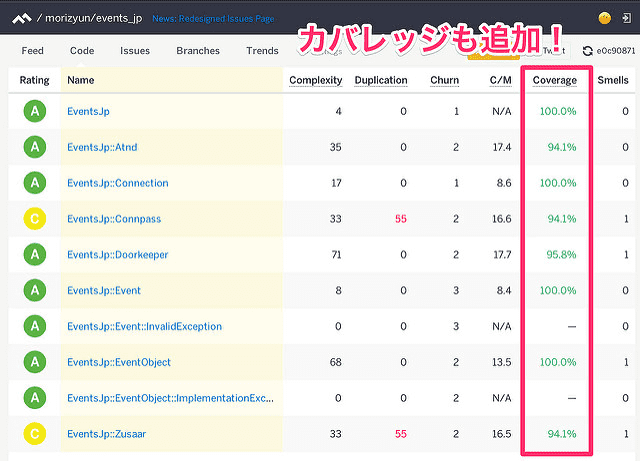 / morizyun/events_jp News: Redesigned Issues Page
カバレッジも追加！
Feed Code Issues Branches Trends e0c90871
Rating Name Complexity Duplication Churn C/M Coverage Smells
A EventsJp 4 0 1 N/A 100.0% 0
A EventsJp::Atnd 35 0 2 17.4 94.1% 0
A EventsJp::Connection 17 0 1 8.6 100.0% 0
C EventsJp::Connpass 33 55 2 16.6 94.1% 1
A EventsJp::Doorkeeper 71 0 2 17.7 95.8% 1
A EventsJp::Event 8 0 3 8.4 100.0% 0
A EventsJp::Event::InvalidException 0 0 3 N/A — 0
A EventsJp::EventObject 68 0 2 13.5 100.0% 1
A EventsJp::EventObject::ImplementationExc... 0 0 2 N/A — 0
C EventsJp::Zusaar 33 55 2 16.5 94.1% 1